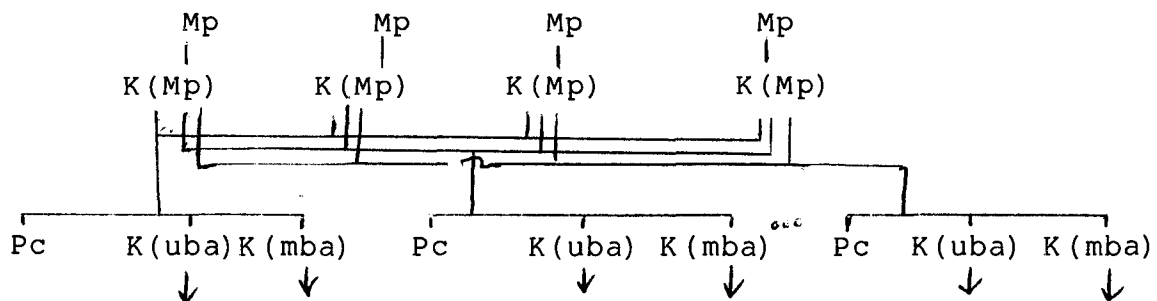 Mp Mp Mp Mp
K(Mp) K(Mp) K(Mp) K(Mp)
Pc K(uba) K(mba) Pc K(uba) K(mba) ... Pc K(uba) K(mba)